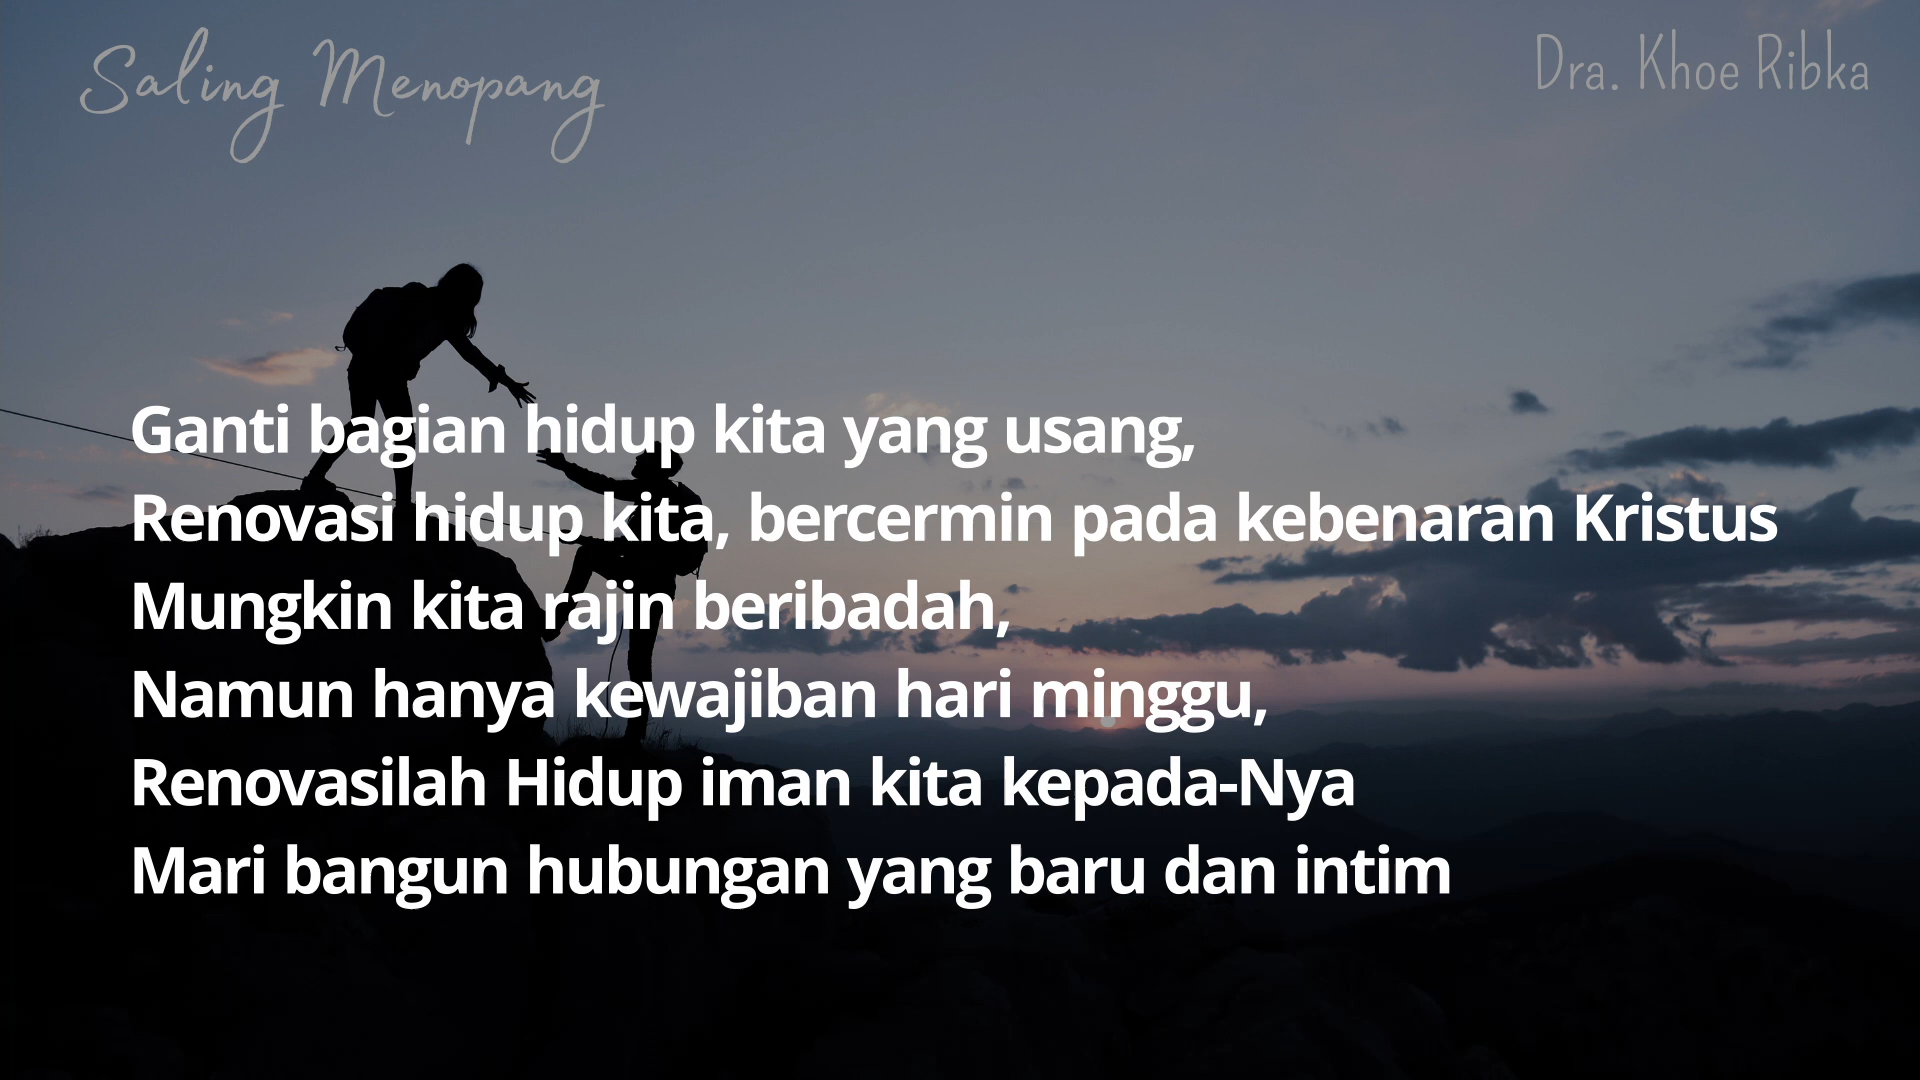 Saling Menopang
Dra. Khoe Ribka
Ganti bagian hidup kita yang usang,
Renovasi hidup kita, bercermin pada kebenaran Kristus
Mungkin kita rajin beribadah,
Namun hanya kewajiban hari minggu,
Renovasilah Hidup iman kita kepada-Nya
Mari bangun hubungan yang baru dan intim